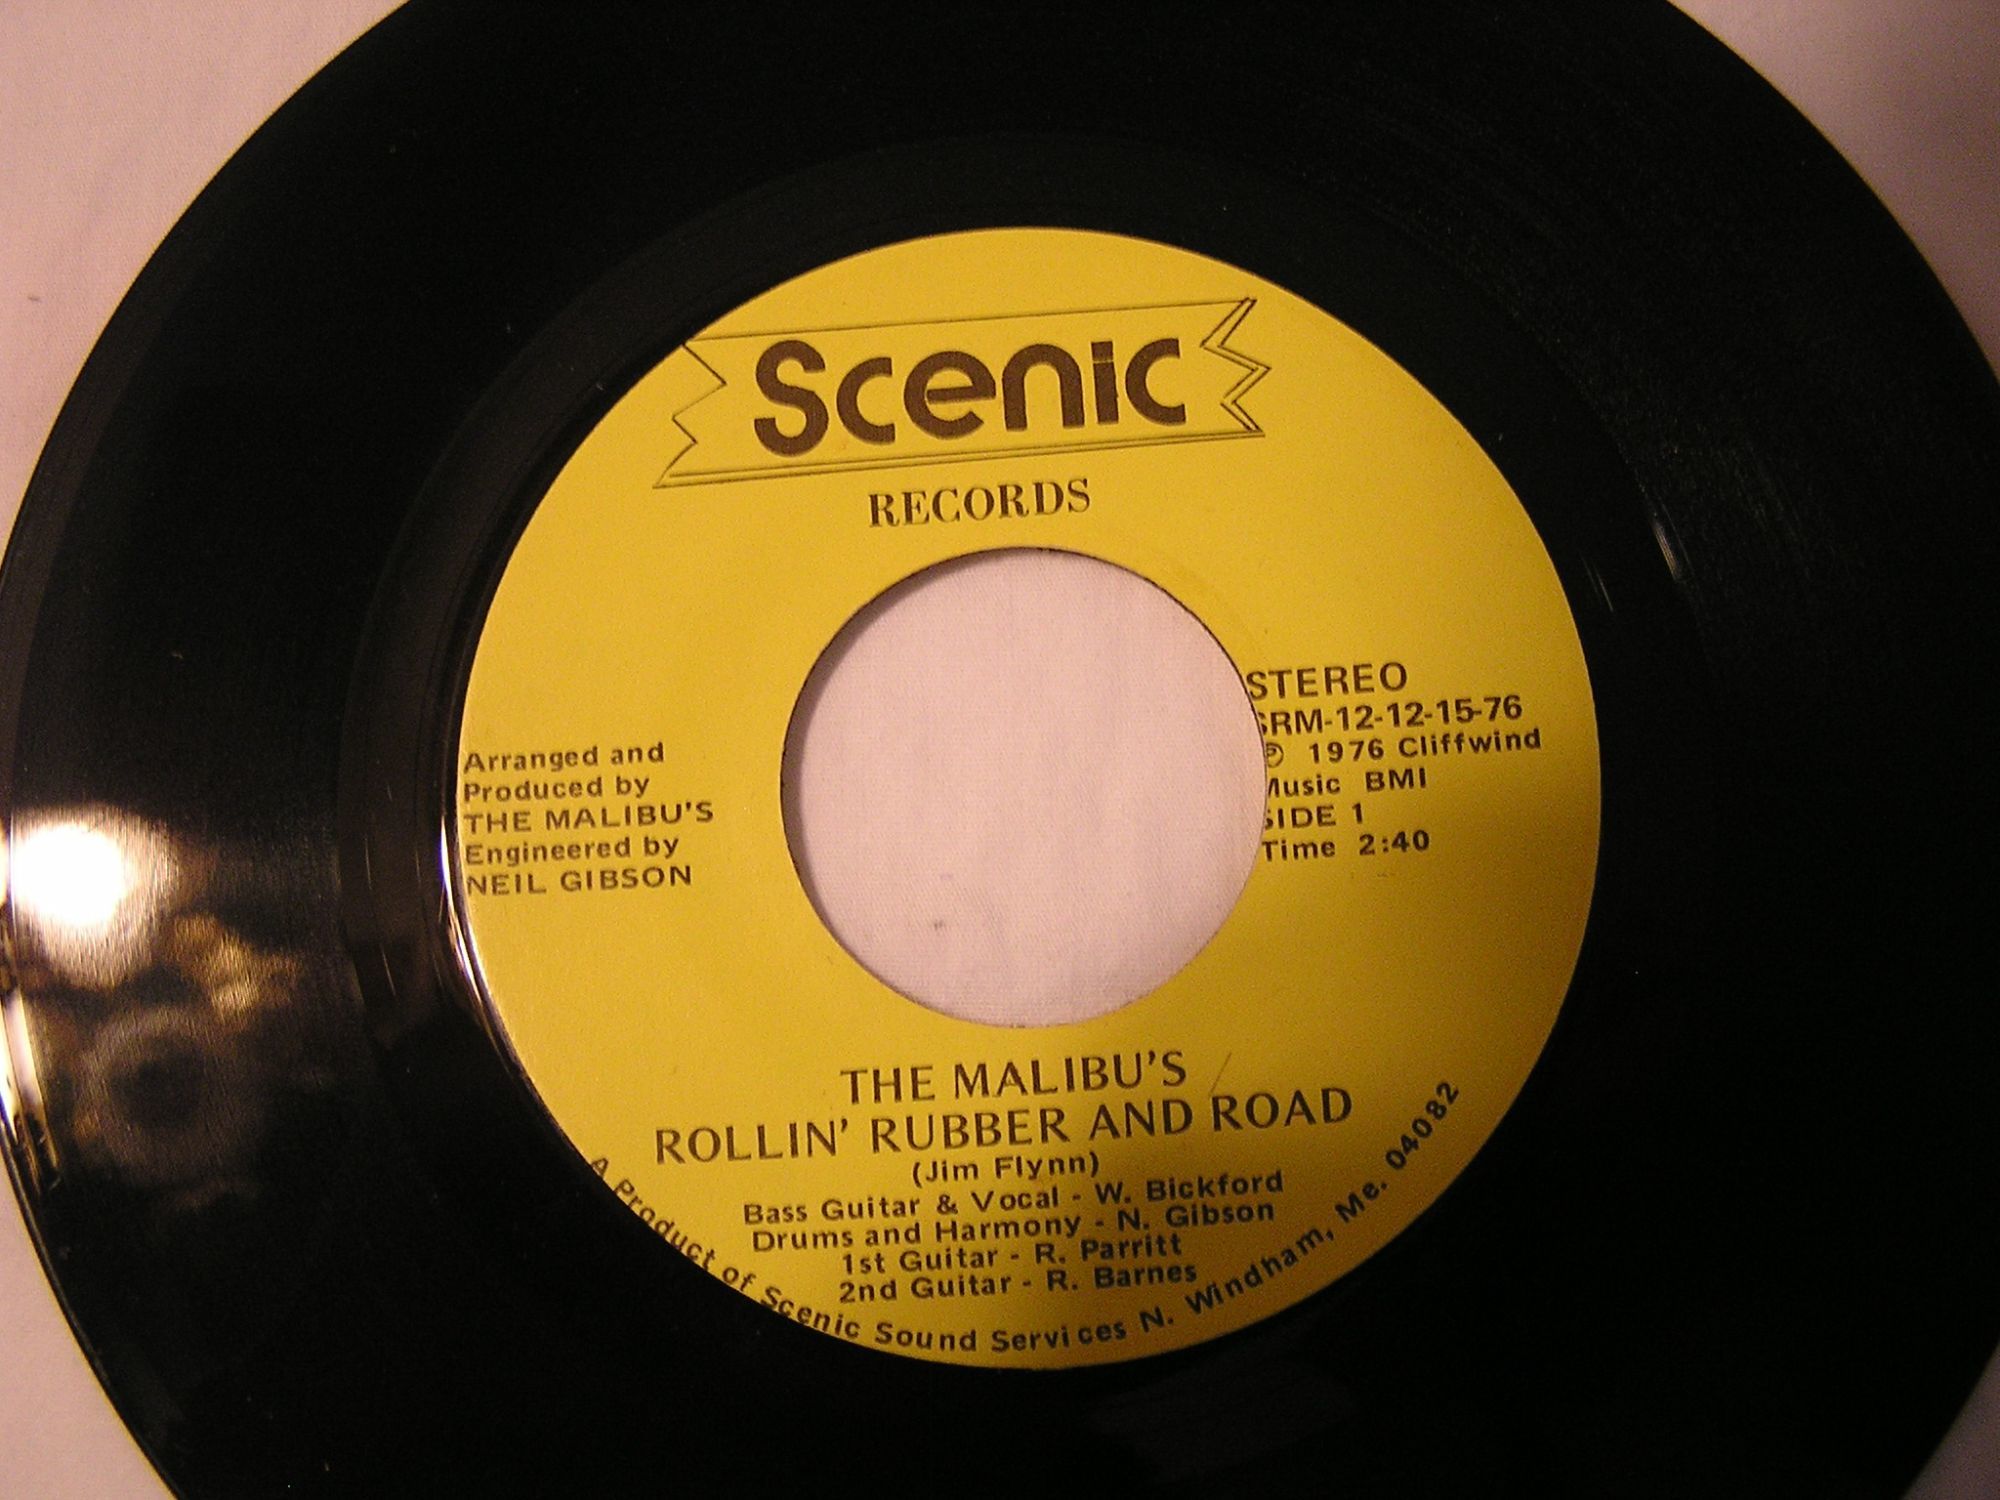 Scenic
RECORDS
STEREO
SRM-12-12-15-76
℗ 1976 Cliffwind
Music BMI
SIDE 1
Time 2:40
Arranged and
Produced by
THE MALIBU'S
Engineered by
NEIL GIBSON
THE MALIBU'S
ROLLIN' RUBBER AND ROAD
(Jim Flynn)
Bass Guitar & Vocal - W. Bickford
Drums and Harmony - N. Gibson
1st Guitar - R. Parritt
2nd Guitar - R. Barnes
A Product of Scenic Sound Services N. Windham, Me. 04082